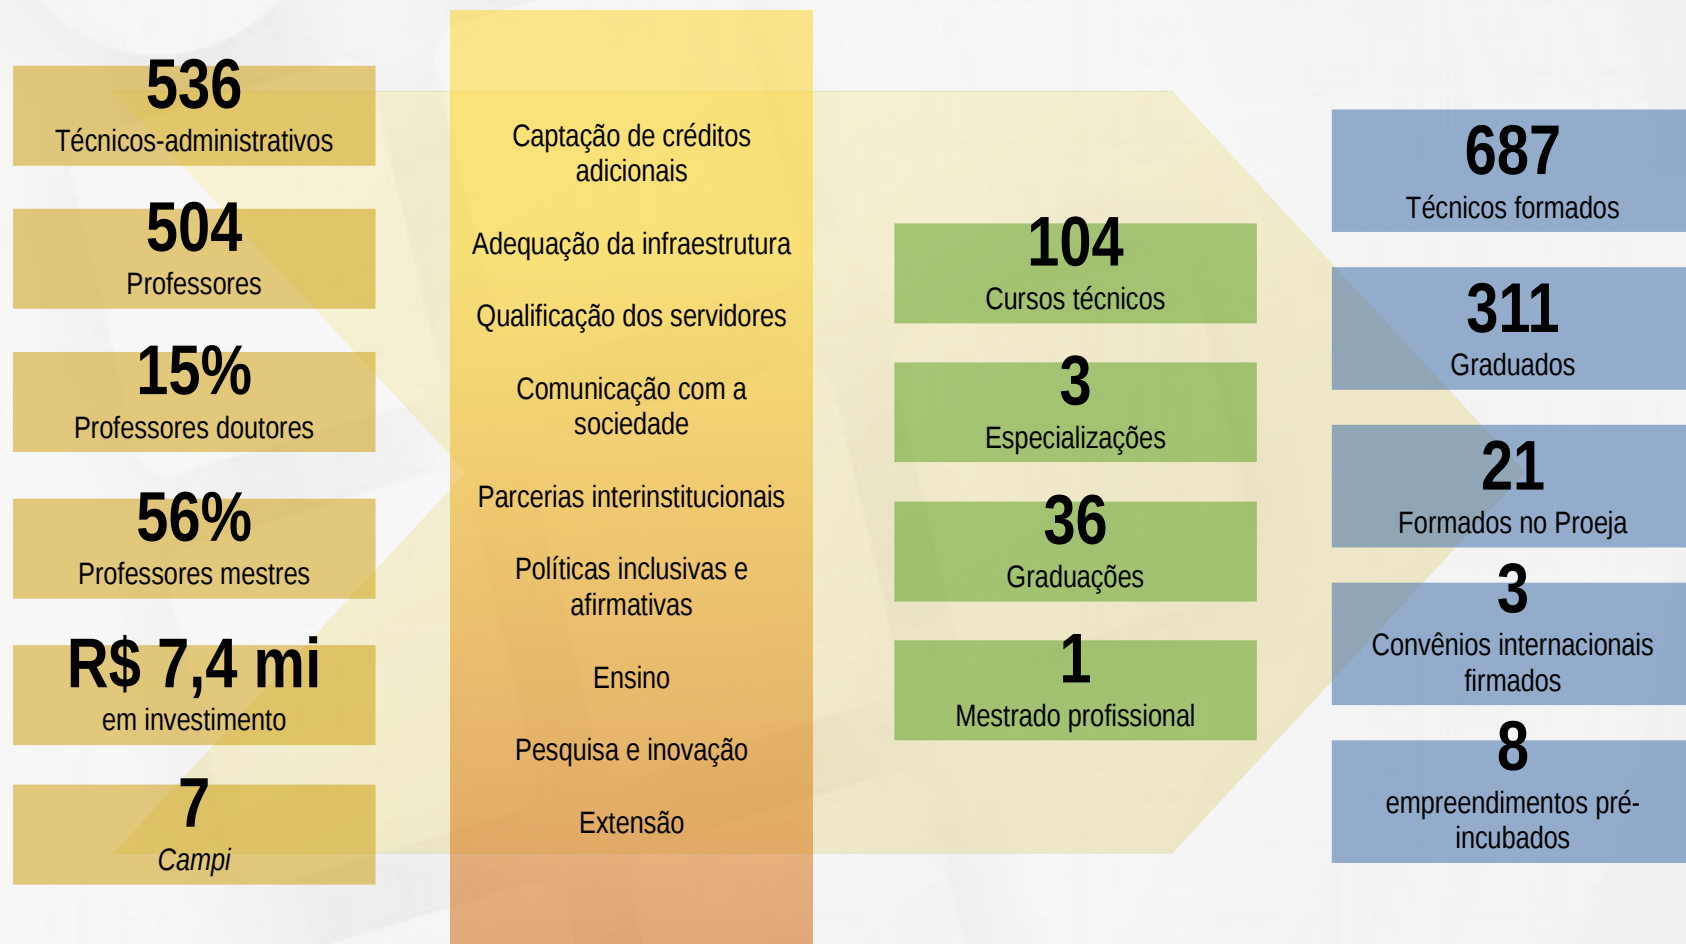 536
Técnicos-administrativos
504
Professores
15%
Professores doutores
56%
Professores mestres
R$ 7,4 mi
em investimento
7
Campi
Captação de créditos
adicionais
Adequação da infraestrutura
Qualificação dos servidores
Comunicação com a
sociedade
Parcerias interinstitucionais
Políticas inclusivas e
afirmativas
Ensino
Pesquisa e inovação
Extensão
104
Cursos técnicos
3
Especializações
36
Graduações
1
Mestrado profissional
687
Técnicos formados
311
Graduados
21
Formados no Proeja
3
Convênios internacionais
firmados
8
empreendimentos pré-
incubados